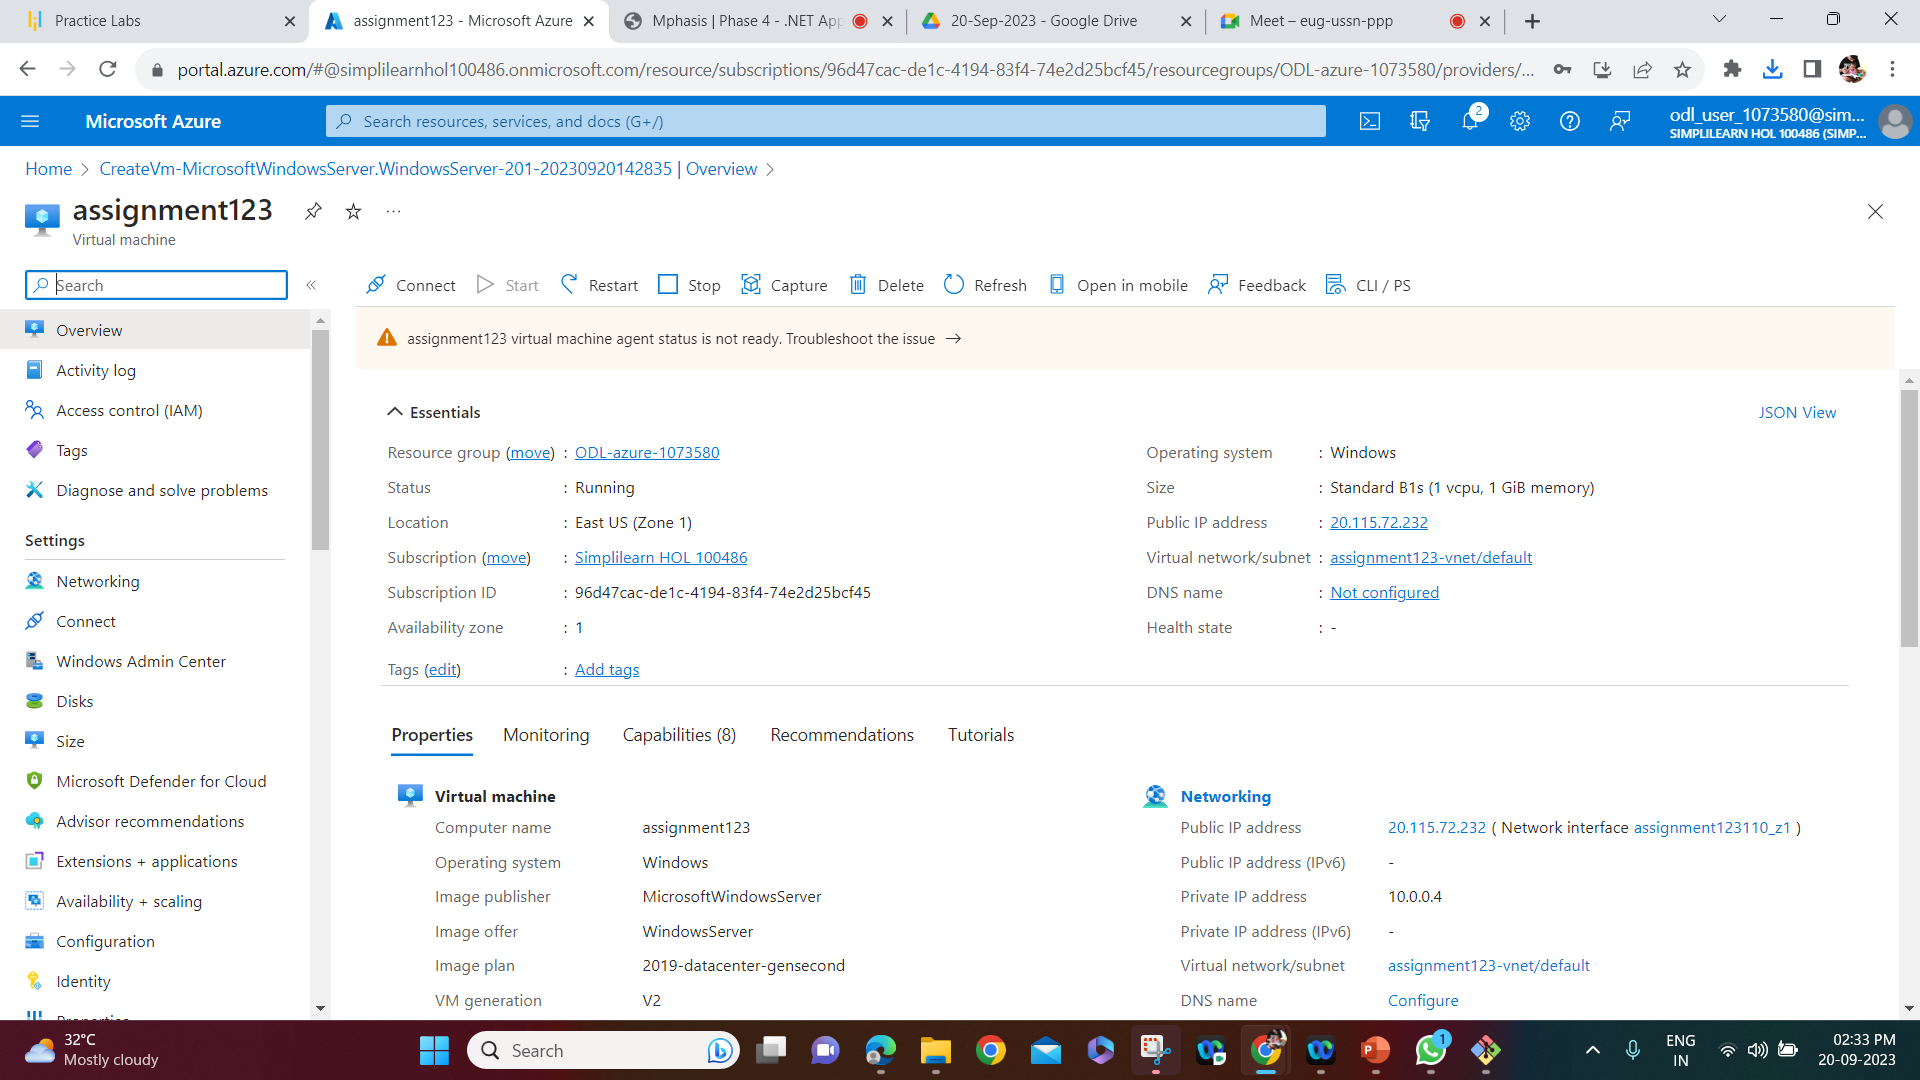 Practice Labs
assignment123 - Microsoft Azure
Mphasis | Phase 4 - .NET App
20-Sep-2023 - Google Drive
Meet – eug-ussn-ppp
portal.azure.com/#@simplilearnhol100486.onmicrosoft.com/resource/subscriptions/96d47cac-de1c-4194-83f4-74e2d25bcf45/resourcegroups/ODL-azure-1073580/providers/...
Microsoft Azure
Search resources, services, and docs (G+/)
2
odl_user_1073580@sim...
SIMPLILEARN HOL 100486 (SIMP...
Home > CreateVm-MicrosoftWindowsServer.WindowsServer-201-20230920142835 | Overview >
assignment123
Virtual machine
Search
Connect Start Restart Stop Capture Delete Refresh Open in mobile Feedback CLI / PS
assignment123 virtual machine agent status is not ready. Troubleshoot the issue →
Overview
Activity log
Access control (IAM)
Tags
Diagnose and solve problems
Settings
Networking
Connect
Windows Admin Center
Disks
Size
Microsoft Defender for Cloud
Advisor recommendations
Extensions + applications
Availability + scaling
Configuration
Identity
Properties
Essentials
JSON View
Resource group (move) : ODL-azure-1073580
Status : Running
Location : East US (Zone 1)
Subscription (move) : Simplilearn HOL 100486
Subscription ID : 96d47cac-de1c-4194-83f4-74e2d25bcf45
Availability zone : 1
Tags (edit) : Add tags
Operating system : Windows
Size : Standard B1s (1 vcpu, 1 GiB memory)
Public IP address : 20.115.72.232
Virtual network/subnet : assignment123-vnet/default
DNS name : Not configured
Health state : -
Properties Monitoring Capabilities (8) Recommendations Tutorials
Virtual machine
Computer name assignment123
Operating system Windows
Image publisher MicrosoftWindowsServer
Image offer WindowsServer
Image plan 2019-datacenter-gensecond
VM generation V2
Networking
Public IP address 20.115.72.232 ( Network interface assignment123110_z1 )
Public IP address (IPv6) -
Private IP address 10.0.0.4
Private IP address (IPv6) -
Virtual network/subnet assignment123-vnet/default
DNS name Configure
32°C
Mostly cloudy
Search
1
ENG
IN
02:33 PM
20-09-2023